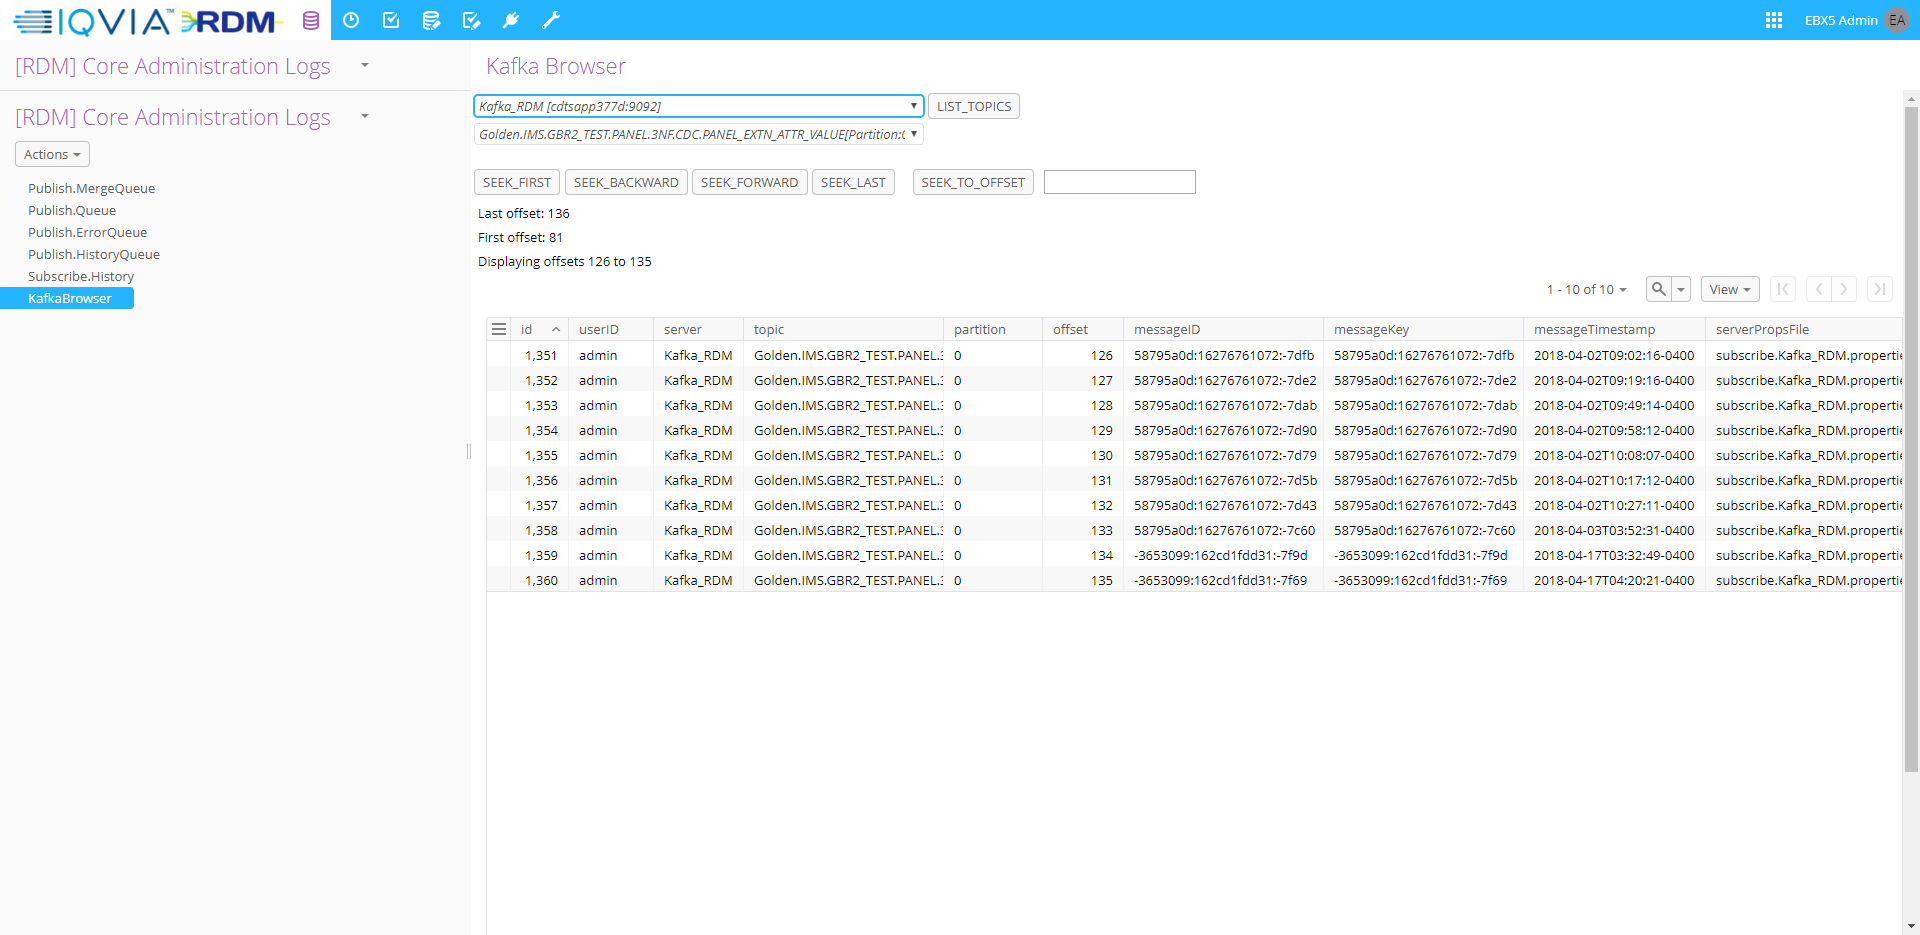 IQVIA™ RDM
EBX5 Admin EA
[RDM] Core Administration Logs
[RDM] Core Administration Logs
Actions
Publish.MergeQueue
Publish.Queue
Publish.ErrorQueue
Publish.HistoryQueue
Subscribe.History
KafkaBrowser
Kafka Browser
Kafka_RDM [cdtsapp377d:9092] LIST_TOPICS
Golden.IMS.GBR2_TEST.PANEL.3NF.CDC.PANEL_EXTN_ATTR_VALUE[Partition:
SEEK_FIRST SEEK_BACKWARD SEEK_FORWARD SEEK_LAST SEEK_TO_OFFSET
Last offset: 136
First offset: 81
Displaying offsets 126 to 135
1 - 10 of 10 View
id userID server topic partition offset messageID messageKey messageTimestamp serverPropsFile
1,351 admin Kafka_RDM Golden.IMS.GBR2_TEST.PANEL.3 0 126 58795a0d:16276761072:-7dfb 58795a0d:16276761072:-7dfb 2018-04-02T09:02:16-0400 subscribe.Kafka_RDM.propertie
1,352 admin Kafka_RDM Golden.IMS.GBR2_TEST.PANEL.3 0 127 58795a0d:16276761072:-7de2 58795a0d:16276761072:-7de2 2018-04-02T09:19:16-0400 subscribe.Kafka_RDM.propertie
1,353 admin Kafka_RDM Golden.IMS.GBR2_TEST.PANEL.3 0 128 58795a0d:16276761072:-7dab 58795a0d:16276761072:-7dab 2018-04-02T09:49:14-0400 subscribe.Kafka_RDM.propertie
1,354 admin Kafka_RDM Golden.IMS.GBR2_TEST.PANEL.3 0 129 58795a0d:16276761072:-7d90 58795a0d:16276761072:-7d90 2018-04-02T09:58:12-0400 subscribe.Kafka_RDM.propertie
1,355 admin Kafka_RDM Golden.IMS.GBR2_TEST.PANEL.3 0 130 58795a0d:16276761072:-7d79 58795a0d:16276761072:-7d79 2018-04-02T10:08:07-0400 subscribe.Kafka_RDM.propertie
1,356 admin Kafka_RDM Golden.IMS.GBR2_TEST.PANEL.3 0 131 58795a0d:16276761072:-7d5b 58795a0d:16276761072:-7d5b 2018-04-02T10:17:12-0400 subscribe.Kafka_RDM.propertie
1,357 admin Kafka_RDM Golden.IMS.GBR2_TEST.PANEL.3 0 132 58795a0d:16276761072:-7d43 58795a0d:16276761072:-7d43 2018-04-02T10:27:11-0400 subscribe.Kafka_RDM.propertie
1,358 admin Kafka_RDM Golden.IMS.GBR2_TEST.PANEL.3 0 133 58795a0d:16276761072:-7c60 58795a0d:16276761072:-7c60 2018-04-03T03:52:31-0400 subscribe.Kafka_RDM.propertie
1,359 admin Kafka_RDM Golden.IMS.GBR2_TEST.PANEL.3 0 134 -3653099:162cd1fdd31:-7f9d -3653099:162cd1fdd31:-7f9d 2018-04-17T03:32:49-0400 subscribe.Kafka_RDM.propertie
1,360 admin Kafka_RDM Golden.IMS.GBR2_TEST.PANEL.3 0 135 -3653099:162cd1fdd31:-7f69 -3653099:162cd1fdd31:-7f69 2018-04-17T04:20:21-0400 subscribe.Kafka_RDM.propertie